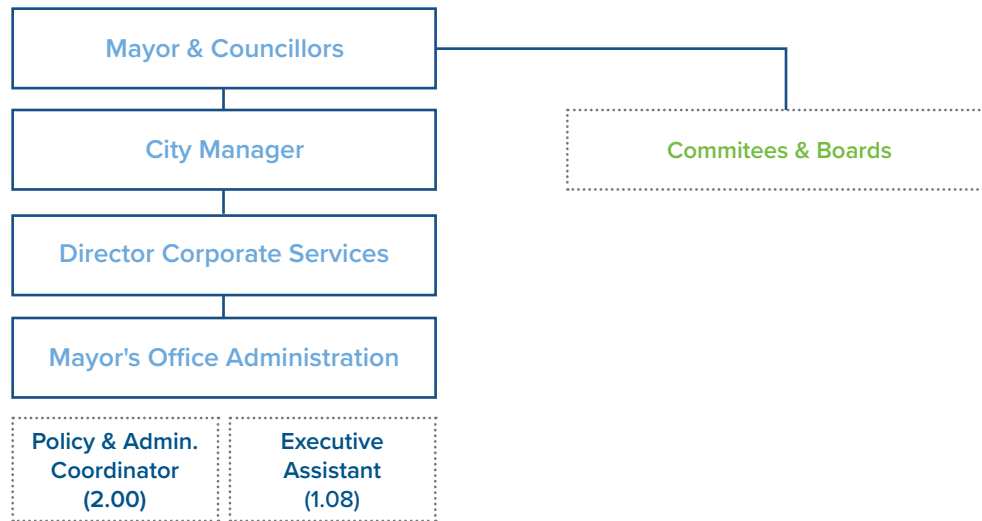 Mayor & Councillors
City Manager
Commitees & Boards
Director Corporate Services
Mayor's Office Administration
Policy & Admin.
Coordinator
(2.00)
Executive
Assistant
(1.08)